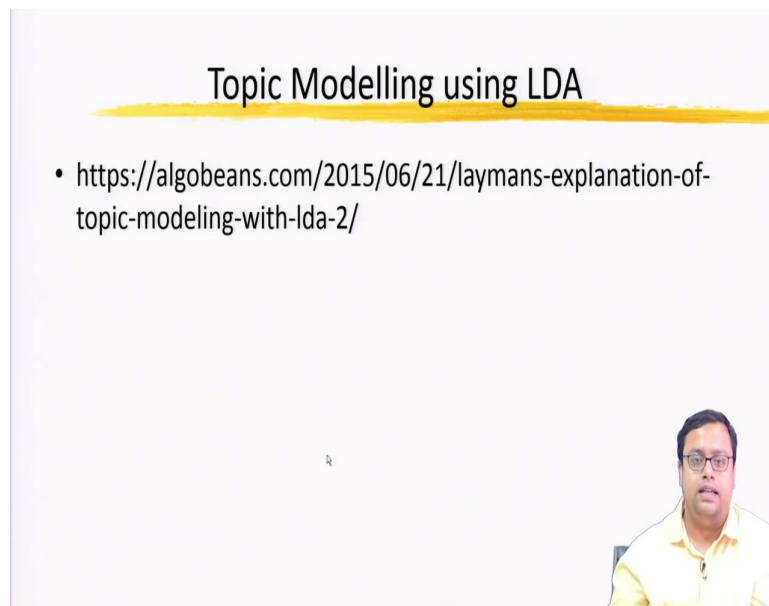 Topic Modelling using LDA
• https://algobeans.com/2015/06/21/laymans-explanation-of-
topic-modeling-with-lda-2/